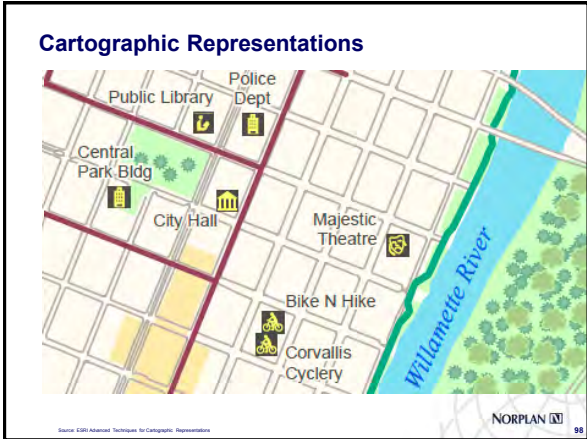 Cartographic Representations
Police
Dept
Public Library
Central
Park Bldg
City Hall
Majestic
Theatre
Bike N Hike
Corvallis
Cyclery
Willamette River
Source: ESRI Advanced Techniques for Cartographic Representations
NORPLAN N
98